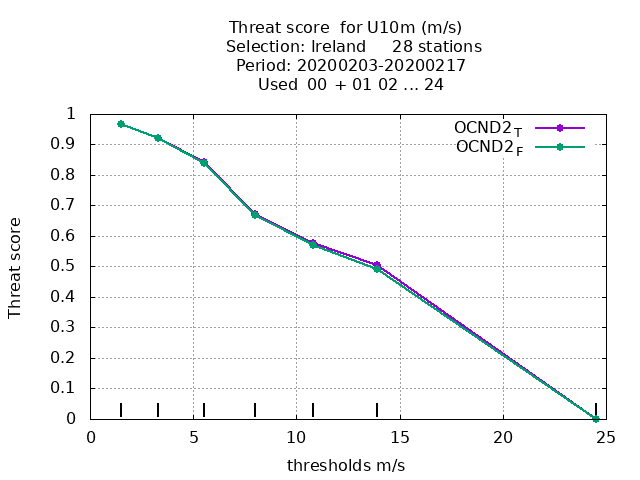 Threat score  for U10m (m/s)
Selection: Ireland     28 stations
Period: 20200203-20200217
Used  00  + 01 02 ... 24
OCND2T
OCND2F
1
0.9
0.8
0.7
0.6
0.5
0.4
0.3
0.2
0.1
0
Threat score
0 5 10 15 20 25
thresholds m/s